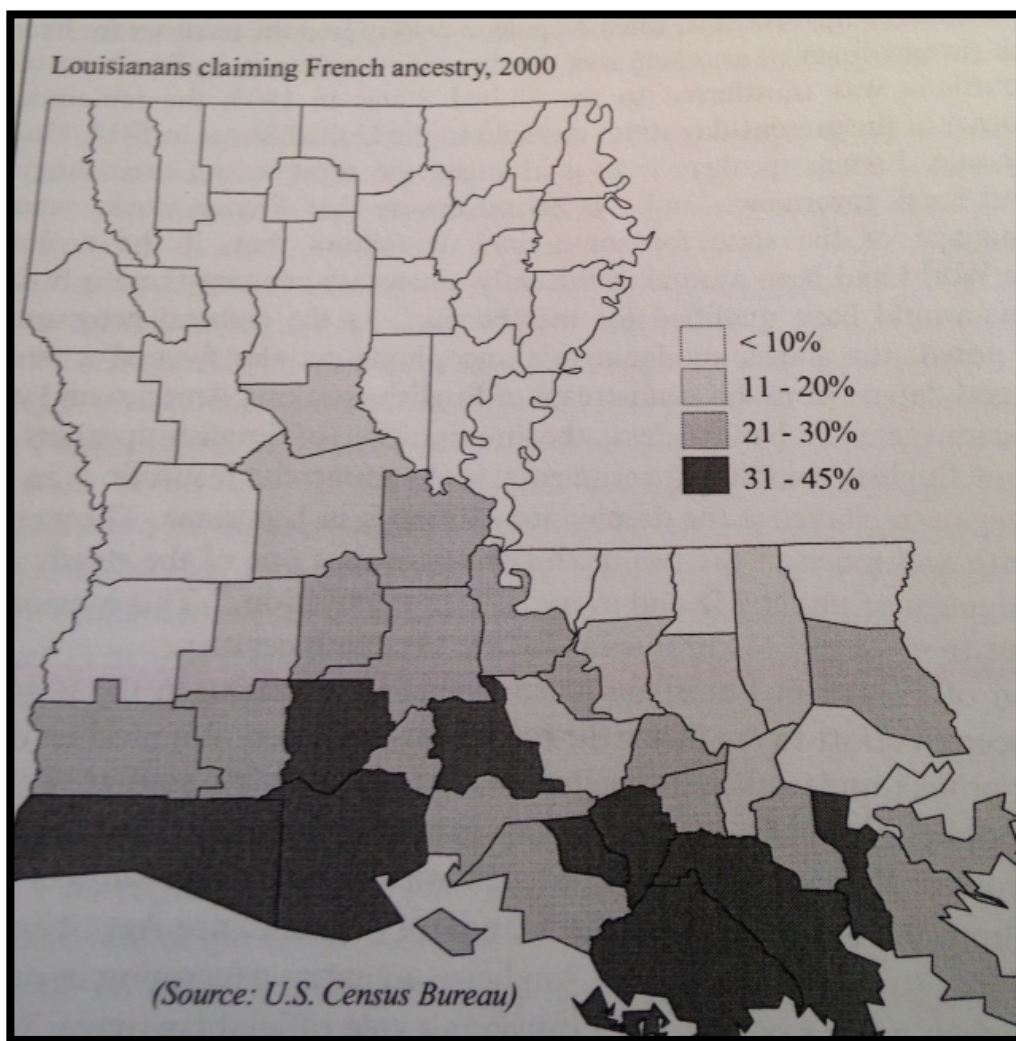 Louisianans claiming French ancestry, 2000
< 10%
11 - 20%
21 - 30%
31 - 45%
(Source: U.S. Census Bureau)